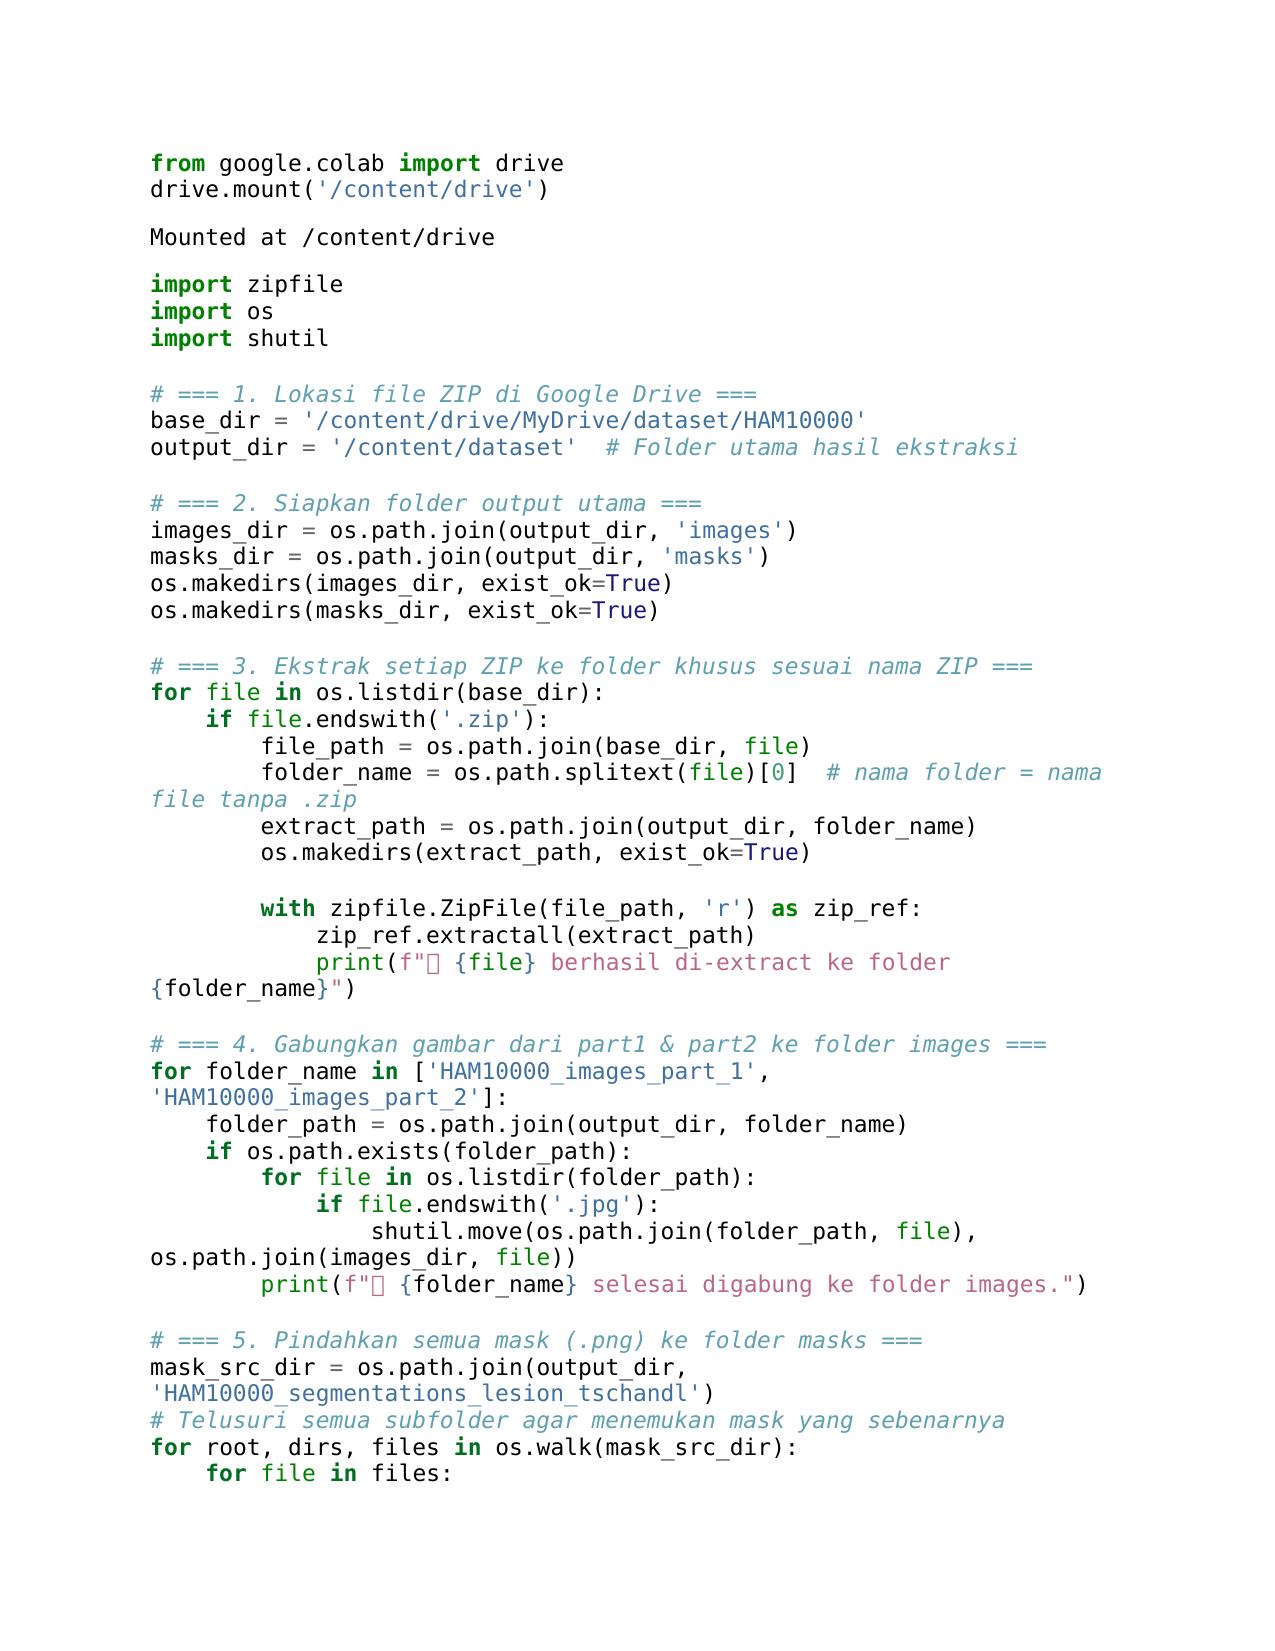 from google.colab import drive
drive.mount('/content/drive')
Mounted at /content/drive
import zipfile
import os
import shutil
# === 1. Lokasi file ZIP di Google Drive ===
base_dir = '/content/drive/MyDrive/dataset/HAM10000'
output_dir = '/content/dataset'  # Folder utama hasil ekstraksi
# === 2. Siapkan folder output utama ===
images_dir = os.path.join(output_dir, 'images')
masks_dir = os.path.join(output_dir, 'masks')
os.makedirs(images_dir, exist_ok=True)
os.makedirs(masks_dir, exist_ok=True)
# === 3. Ekstrak setiap ZIP ke folder khusus sesuai nama ZIP ===
for file in os.listdir(base_dir):
    if file.endswith('.zip'):
        file_path = os.path.join(base_dir, file)
        folder_name = os.path.splitext(file)[0]  # nama folder = nama
file tanpa .zip
        extract_path = os.path.join(output_dir, folder_name)
        os.makedirs(extract_path, exist_ok=True)
        with zipfile.ZipFile(file_path, 'r') as zip_ref:
            zip_ref.extractall(extract_path)
            print(f"▯ {file} berhasil di-extract ke folder
{folder_name}")
# === 4. Gabungkan gambar dari part1 & part2 ke folder images ===
for folder_name in ['HAM10000_images_part_1',
'HAM10000_images_part_2']:
    folder_path = os.path.join(output_dir, folder_name)
    if os.path.exists(folder_path):
        for file in os.listdir(folder_path):
            if file.endswith('.jpg'):
                shutil.move(os.path.join(folder_path, file),
os.path.join(images_dir, file))
        print(f"▯ {folder_name} selesai digabung ke folder images.")
# === 5. Pindahkan semua mask (.png) ke folder masks ===
mask_src_dir = os.path.join(output_dir,
'HAM10000_segmentations_lesion_tschandl')
# Telusuri semua subfolder agar menemukan mask yang sebenarnya
for root, dirs, files in os.walk(mask_src_dir):
    for file in files: